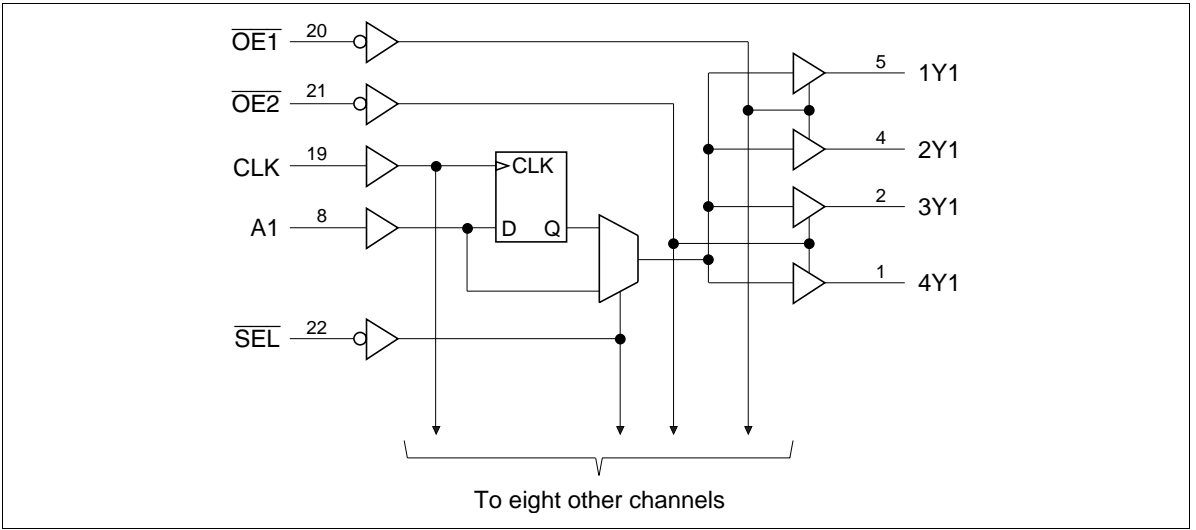 OE1 20
5 1Y1
OE2 21
4 2Y1
CLK 19
CLK
A1 8
D Q
2 3Y1
1 4Y1
SEL 22
To eight other channels